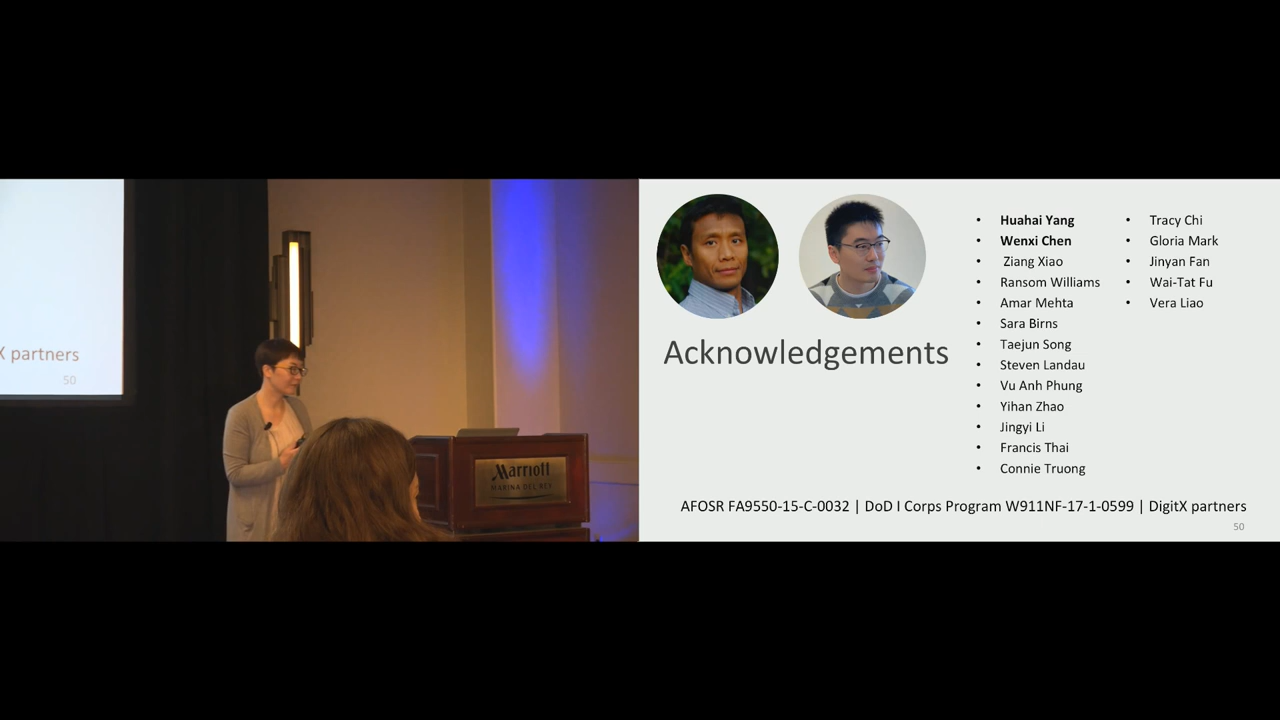 X partners
50
Marriott
MARINA DEL REY
Acknowledgements
• Huahai Yang
• Wenxi Chen
• Ziang Xiao
• Ransom Williams
• Amar Mehta
• Sara Birns
• Taejun Song
• Steven Landau
• Vu Anh Phung
• Yihan Zhao
• Jingyi Li
• Francis Thai
• Connie Truong
• Tracy Chi
• Gloria Mark
• Jinyan Fan
• Wai-Tat Fu
• Vera Liao
AFOSR FA9550-15-C-0032 | DoD I Corps Program W911NF-17-1-0599 | DigitX partners
50